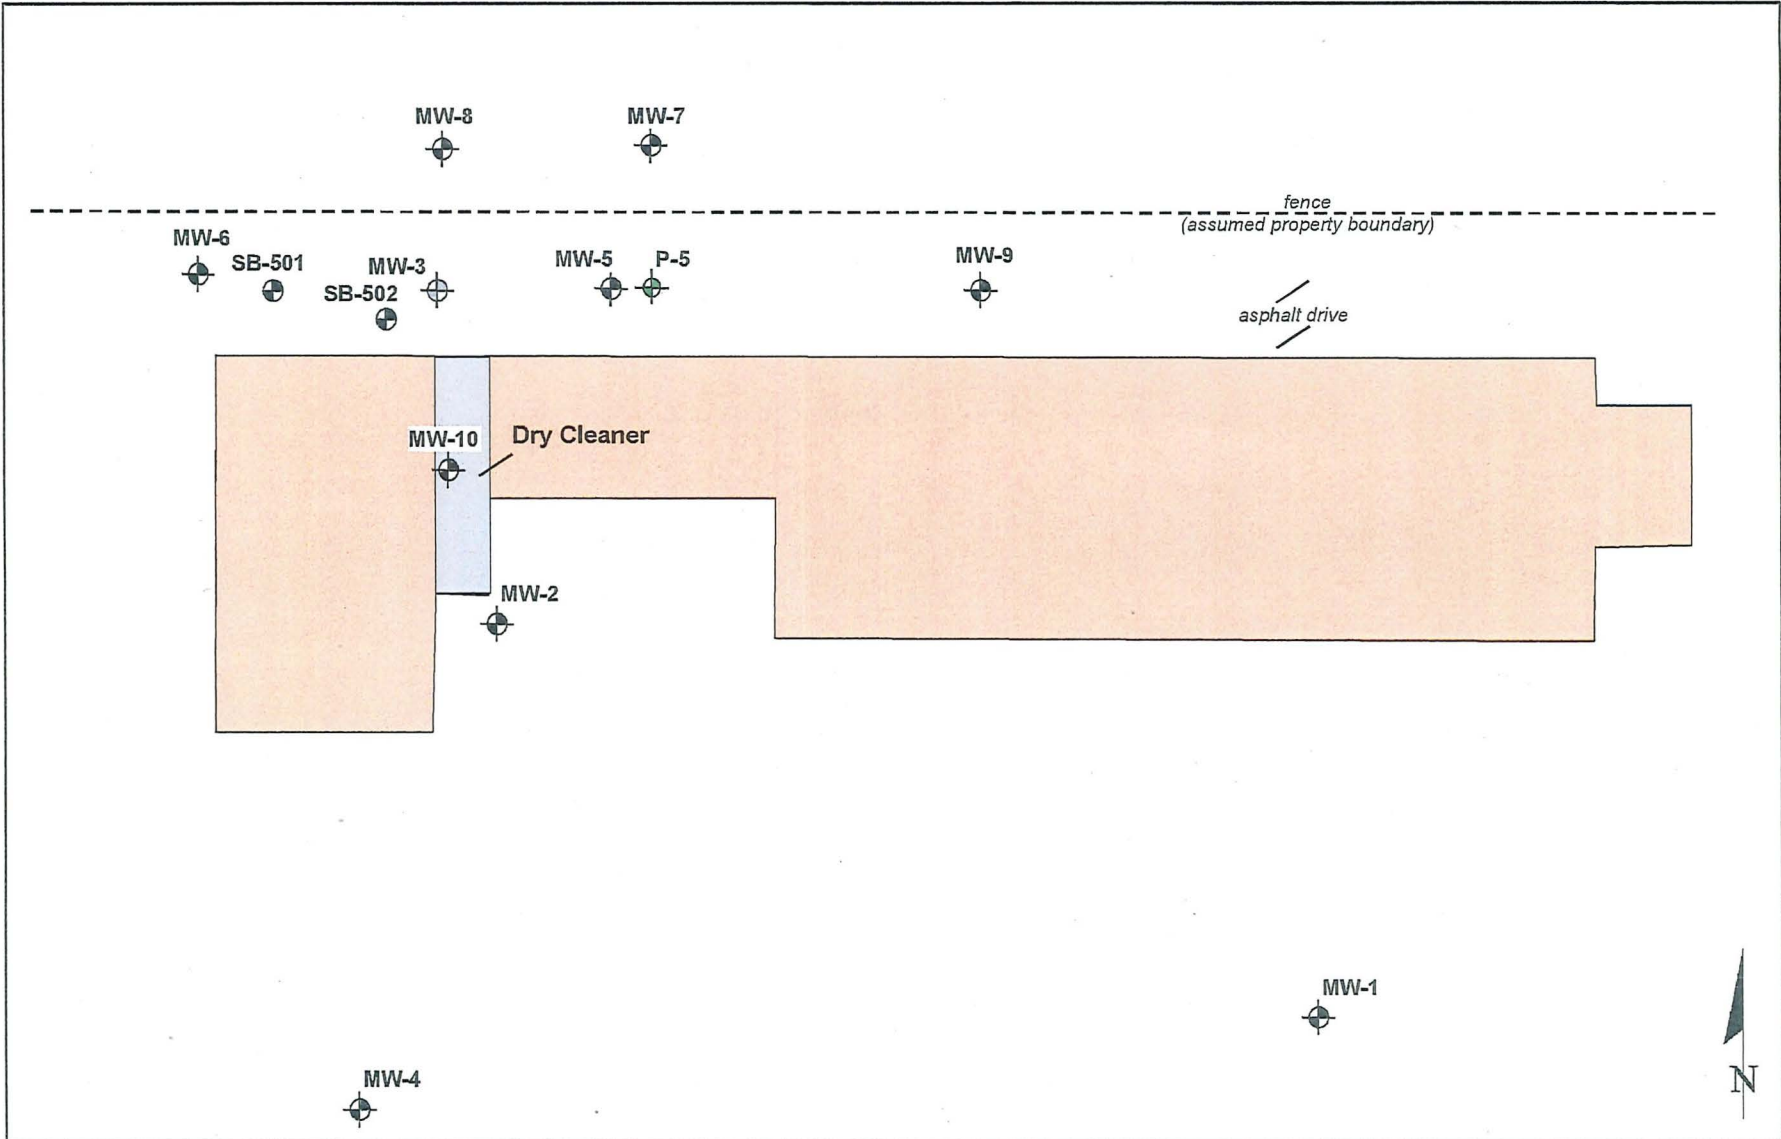 MW-8
MW-7
fence
(assumed property boundary)
MW-6
SB-501
MW-3
SB-502
MW-5
P-5
MW-9
asphalt drive
MW-10
Dry Cleaner
MW-2
MW-1
MW-4
N